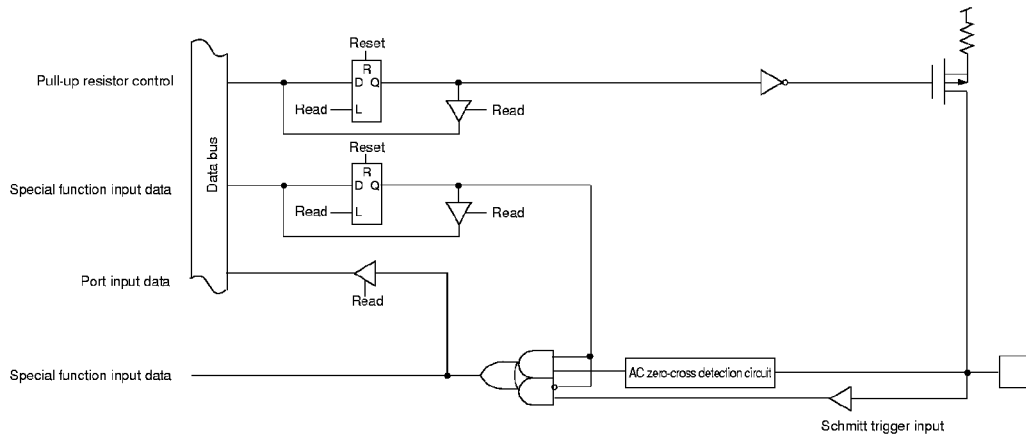 Reset
Pull-up resistor control
R
D Q
Read
L
Read
Data bus
Reset
R
Special function input data
D Q
Read
L
Read
Port input data
Read
Special function input data
AC zero-cross detection circuit
Schmitt trigger input